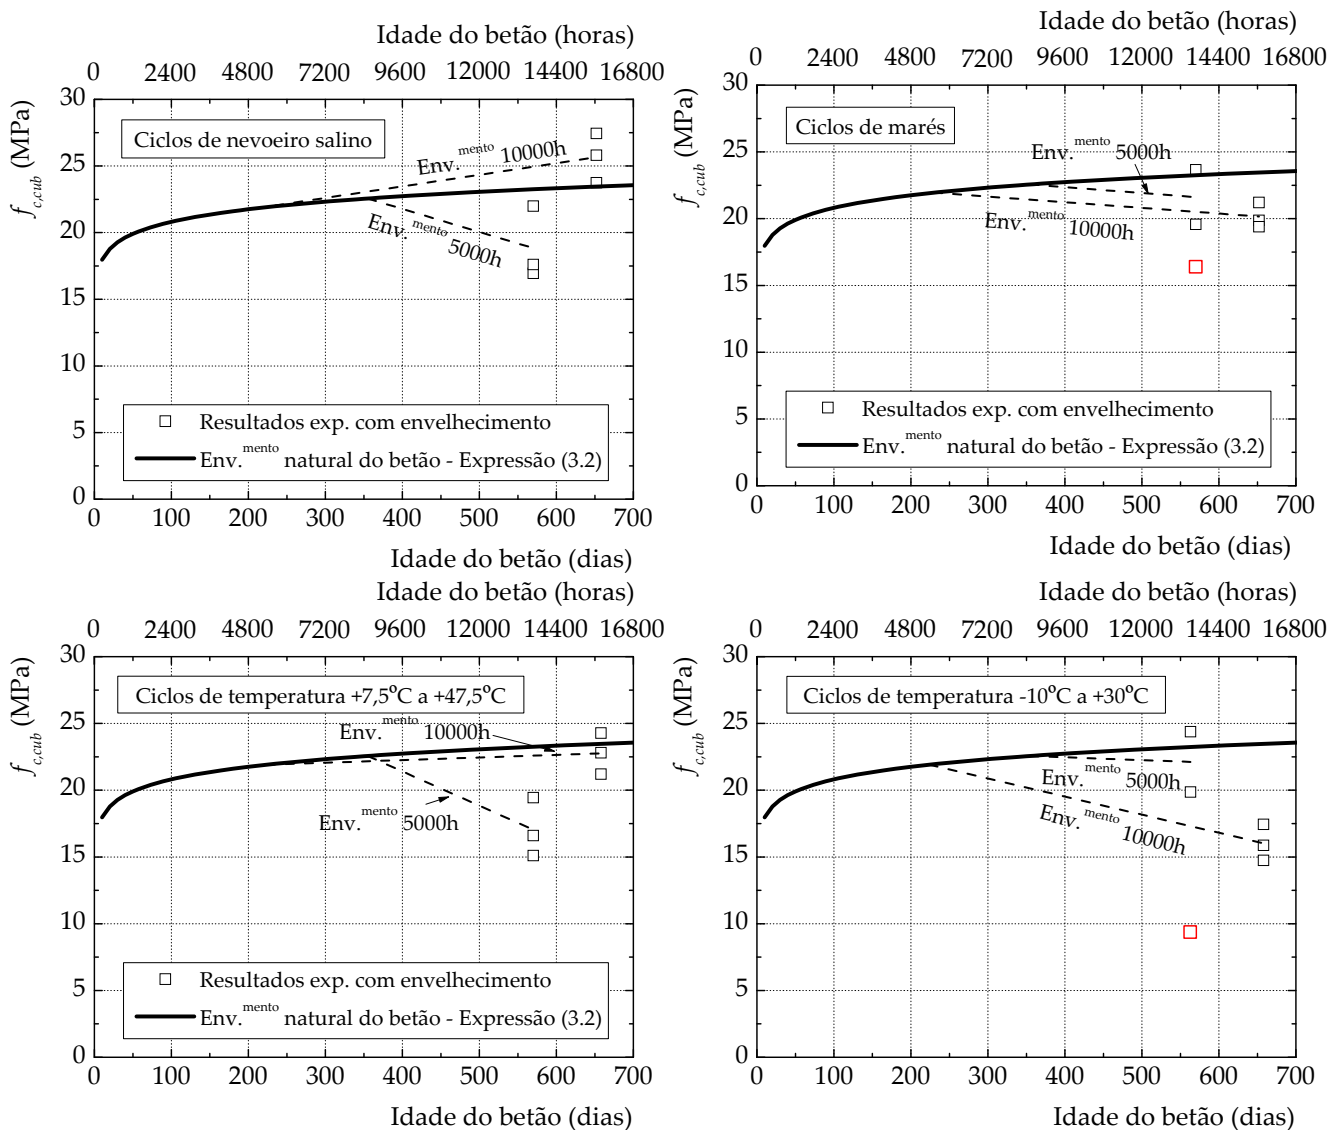 Idade do betão (horas)
0 2400 4800 7200 9600 12000 14400 16800
30
25
20
15
10
5
0
f c,cub (MPa)
Ciclos de nevoeiro salino
Env.mento 10000h
Env.mento 5000h
Resultados exp. com envelhecimento
Env.mento natural do betão - Expressão (3.2)
0 100 200 300 400 500 600 700
Idade do betão (dias)
Idade do betão (horas)
0 2400 4800 7200 9600 12000 14400 16800
30
25
20
15
10
5
0
f c,cub (MPa)
Ciclos de marés
Env.mento 5000h
Env.mento 10000h
Resultados exp. com envelhecimento
Env.mento natural do betão - Expressão (3.2)
0 100 200 300 400 500 600 700
Idade do betão (dias)
Idade do betão (horas)
0 2400 4800 7200 9600 12000 14400 16800
30
25
20
15
10
5
0
f c,cub (MPa)
Ciclos de temperatura +7,5ºC a +47,5ºC
Env.mento 10000h
Env.mento 5000h
Resultados exp. com envelhecimento
Env.mento natural do betão - Expressão (3.2)
0 100 200 300 400 500 600 700
Idade do betão (dias)
Idade do betão (horas)
0 2400 4800 7200 9600 12000 14400 16800
30
25
20
15
10
5
0
f c,cub (MPa)
Ciclos de temperatura -10ºC a +30ºC
Env.mento 5000h
Env.mento 10000h
0 100 200 300 400 500 600 700
Idade do betão (dias)